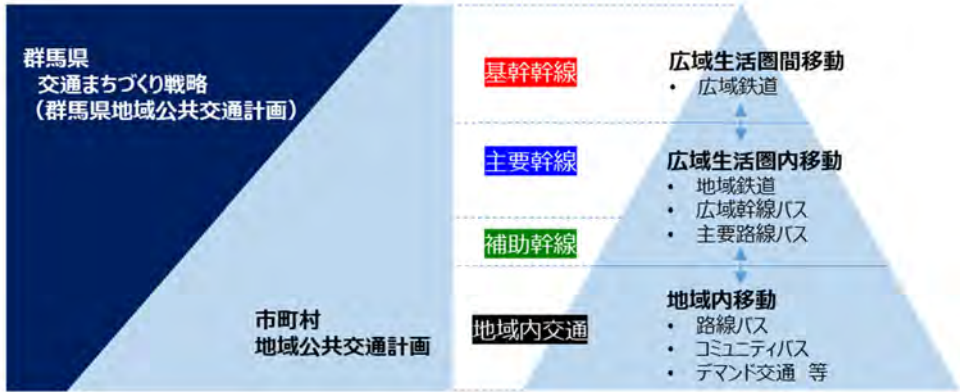 群馬県
交通まちづくり戦略
（群馬県地域公共交通計画）
市町村
地域公共交通計画
基幹幹線
主要幹線
補助幹線
地域内交通
広域生活圏間移動
• 広域鉄道
広域生活圏内移動
• 地域鉄道
• 広域幹線バス
• 主要路線バス
地域内移動
• 路線バス
• コミュニティバス
• デマンド交通 等